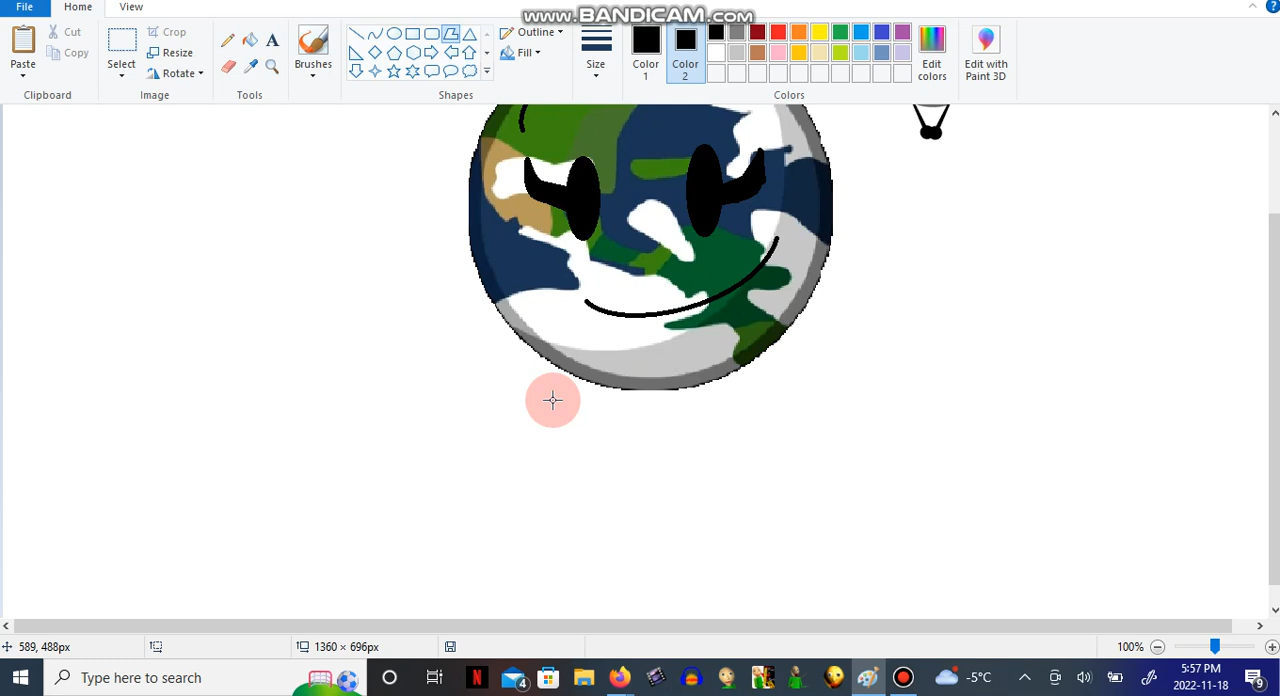 www.BANDICAM.com
File
Home
View
Paste
Cut
Copy
Clipboard
Select
Crop
Resize
Rotate
Image
A
Tools
Brushes
Shapes
Outline
Fill
Size
Color 1
Color 2
Colors
Edit colors
Edit with Paint 3D
589, 488px
1360 × 696px
100%
Type here to search
N
4
-5°C
5:57 PM
2022-11-18
9